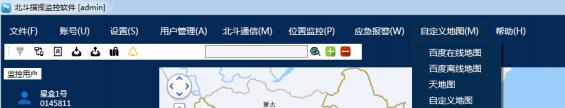 北斗指挥监控软件 [admin]
文件(F) 账号(U) 设置(S) 用户管理(A) 北斗通信(M) 位置监控(P) 应急报警(W) 自定义地图(M) 帮助(H)
百度在线地图
百度离线地图
天地图
自定义地图
监控用户
星盒1号
0145811
蒙古